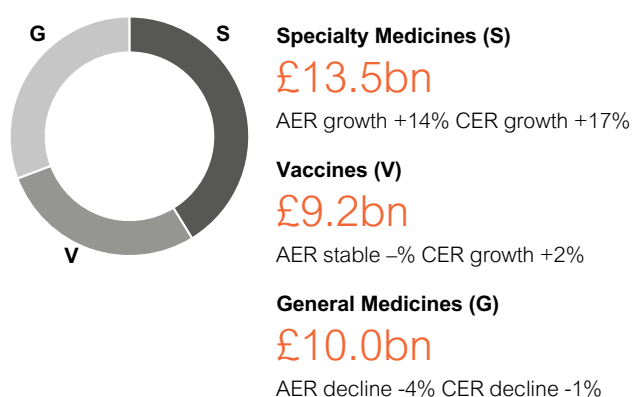 G
S
V
Specialty Medicines (S)
£13.5bn
AER growth +14% CER growth +17%
Vaccines (V)
£9.2bn
AER stable –% CER growth +2%
General Medicines (G)
£10.0bn
AER decline -4% CER decline -1%